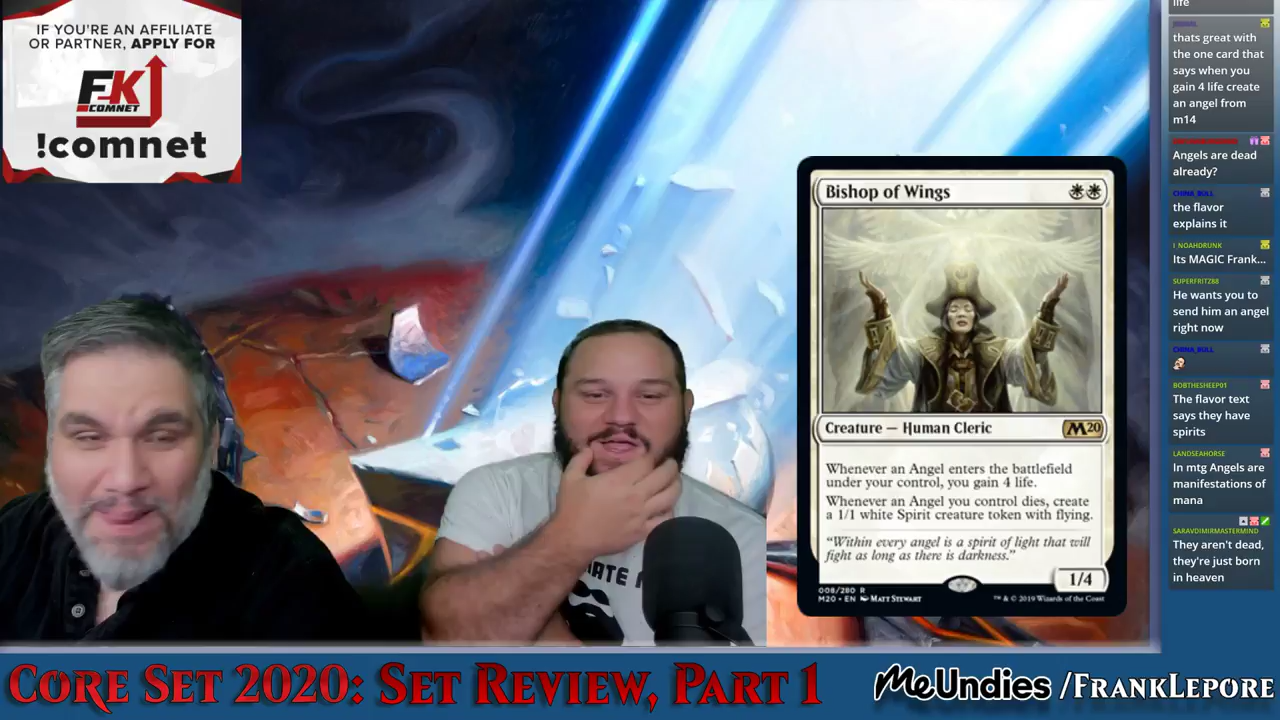 IF YOU'RE AN AFFILIATE
OR PARTNER, APPLY FOR
F2K
COMNET
!comnet
Bishop of Wings
Creature — Human Cleric
M20
Whenever an Angel enters the battlefield
under your control, you gain 4 life.
Whenever an Angel you control dies, create
a 1/1 white Spirit creature token with flying.
"Within every angel is a spirit of light that will
fight as long as there is darkness."
1/4
008/280 R
M20 • EN MATT STEWART
™ & © 2019 Wizards of the Coast
life
thats great with
the one card that
says when you
gain 4 life create
an angel from
m14
Angels are dead
already?
CHINA_BULL
the flavor
explains it
I_NOAHDRUNK
Its MAGIC Frank...
SUPERFRITZ88
He wants you to
send him an angel
right now
CHINA_BULL
BOBTHESHEEP01
The flavor text
says they have
spirits
LANDSEAHORSE
In mtg Angels are
manifestations of
mana
SARAVDIMIRMASTERMIND
They aren't dead,
they're just born
in heaven
CORE SET 2020: SET REVIEW, PART 1
MeUndies /FRANKLEPORE